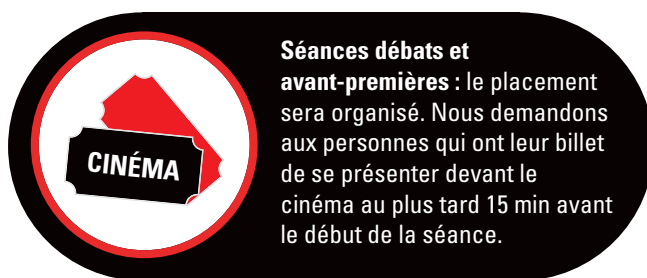 CINÉMA
Séances débats et
avant-premières : le placement
sera organisé. Nous demandons
aux personnes qui ont leur billet
de se présenter devant le
cinéma au plus tard 15 min avant
le début de la séance.